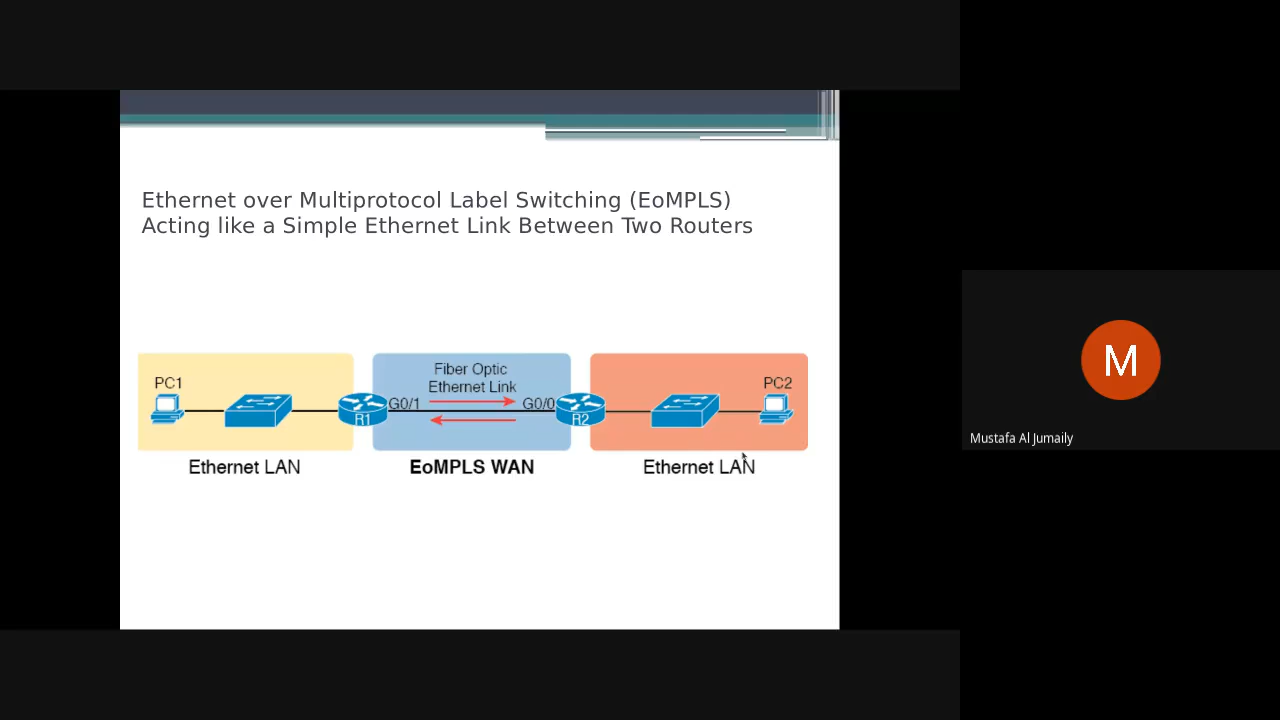 Ethernet over Multiprotocol Label Switching (EoMPLS)
Acting like a Simple Ethernet Link Between Two Routers
PC1
Fiber Optic
Ethernet Link
PC2
G0/1
G0/0
R1
R2
Ethernet LAN
EoMPLS WAN
Ethernet LAN
M
Mustafa Al Jumaily